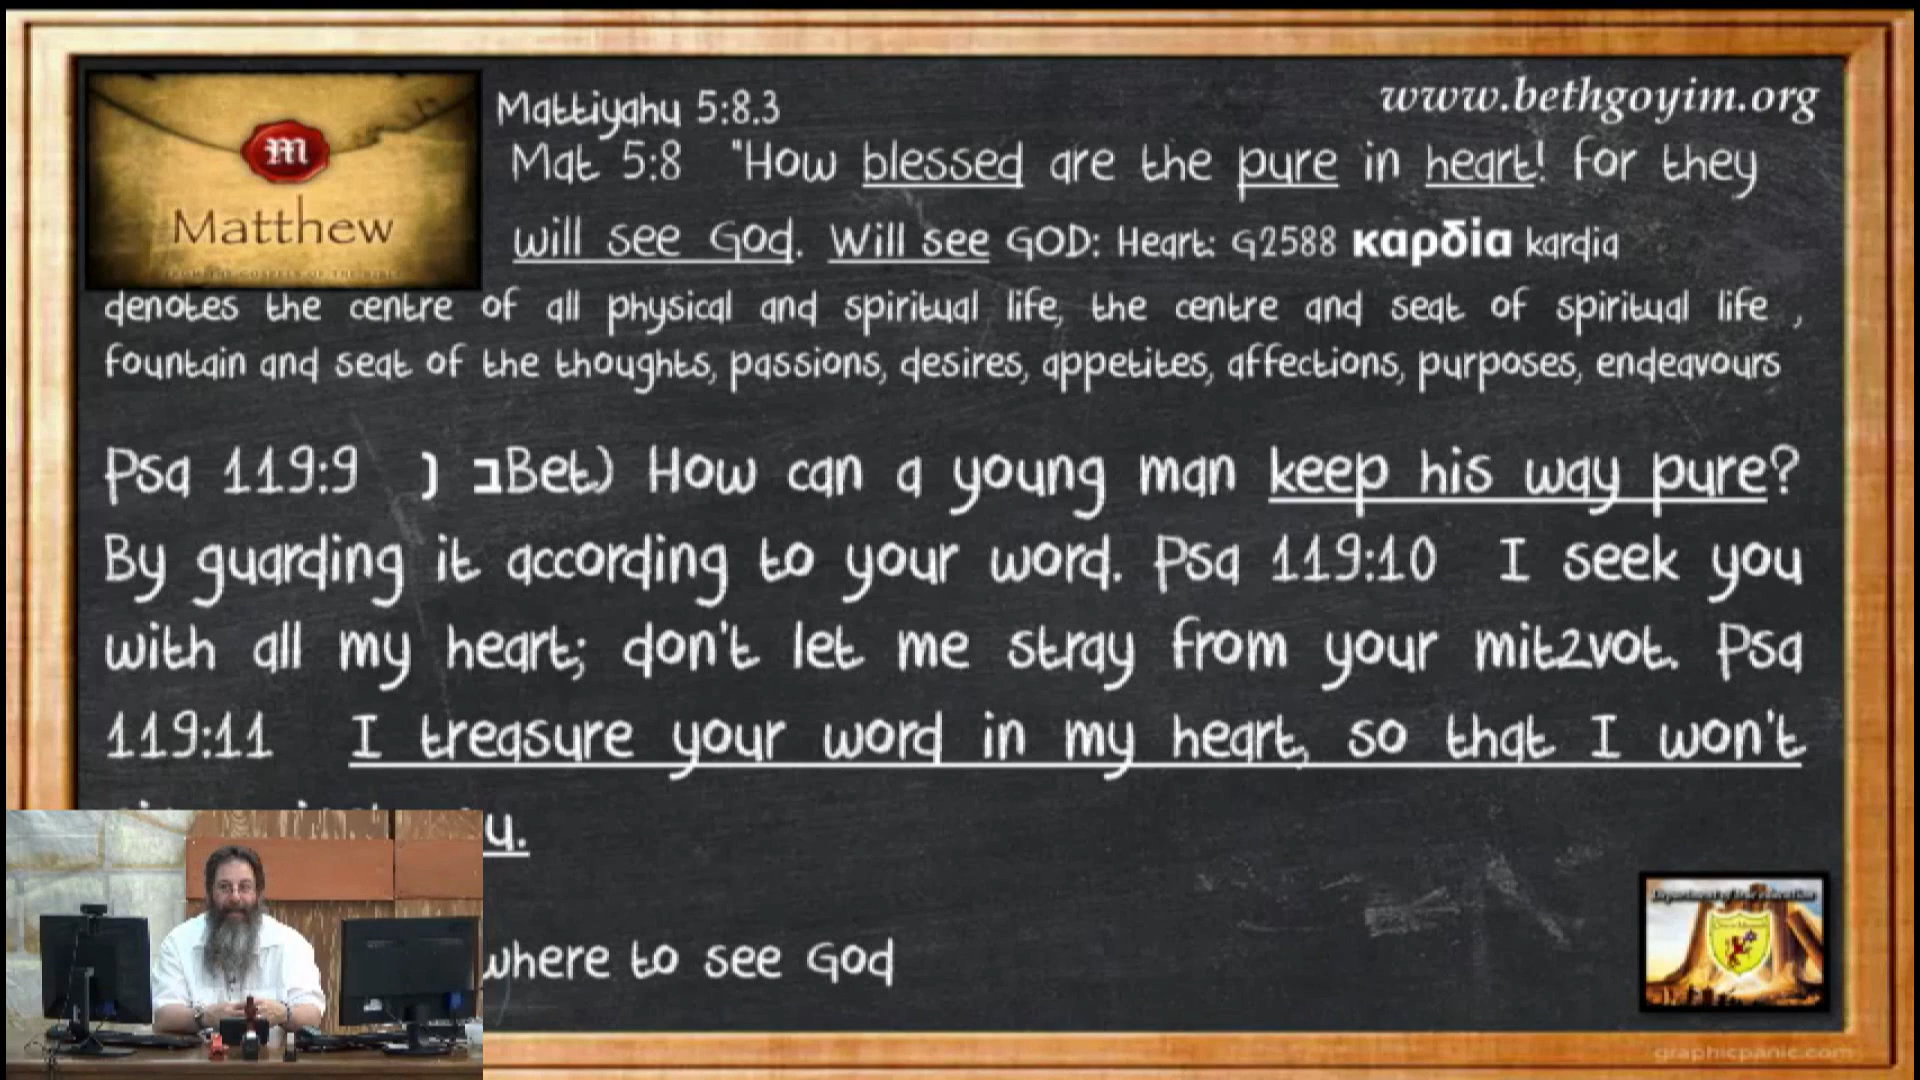 www.bethgoyim.org
M
Matthew
Mattiyahu 5:8.3
Mat 5:8 "How blessed are the pure in heart! for they
will see God. Will see GOD: Heart: G2588 καρδία kardia
denotes the centre of all physical and spiritual life, the centre and seat of spiritual life ,
fountain and seat of the thoughts, passions, desires, appetites, affections, purposes, endeavours
Psa 119:9 נ בBet) How can a young man keep his way pure?
By guarding it according to your word. Psa 119:10 I seek you
with all my heart; don't let me stray from your mitzvot. Psa
119:11 I treasure your word in my heart, so that I won't
u.
where to see God
graphicpanic.com